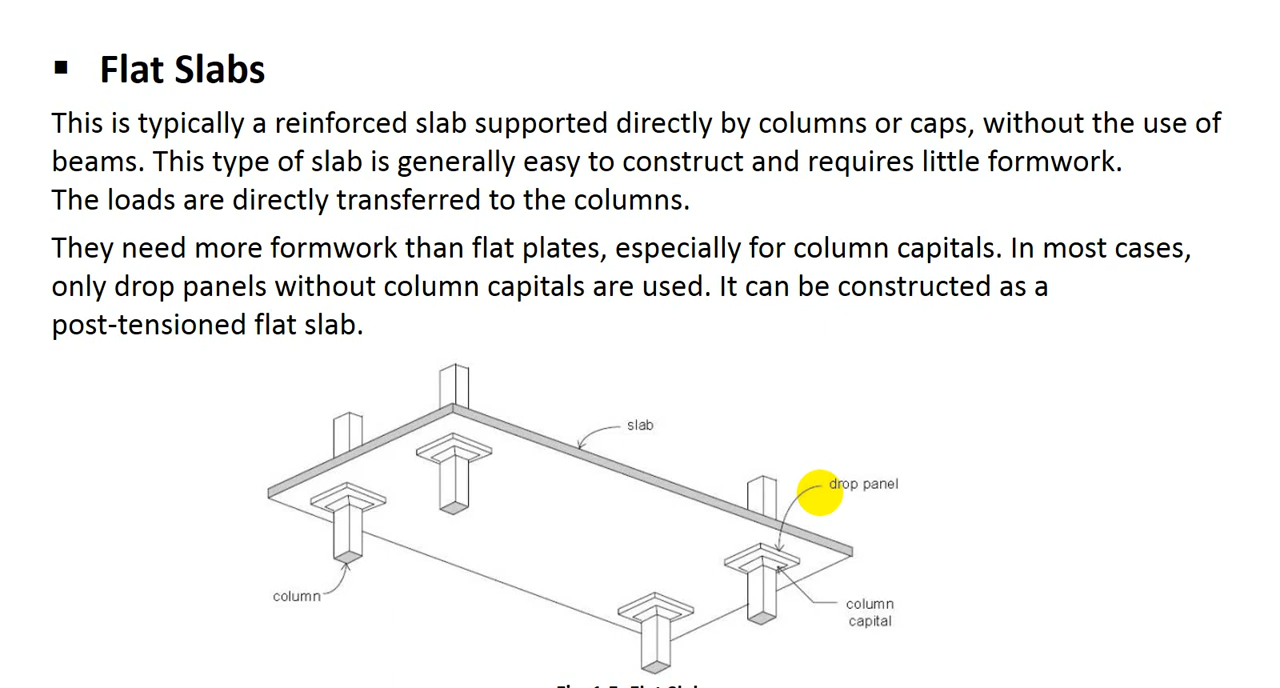 ▪ Flat Slabs
This is typically a reinforced slab supported directly by columns or caps, without the use of
beams. This type of slab is generally easy to construct and requires little formwork.
The loads are directly transferred to the columns.
They need more formwork than flat plates, especially for column capitals. In most cases,
only drop panels without column capitals are used. It can be constructed as a
post-tensioned flat slab.
slab
drop panel
column
column
capital